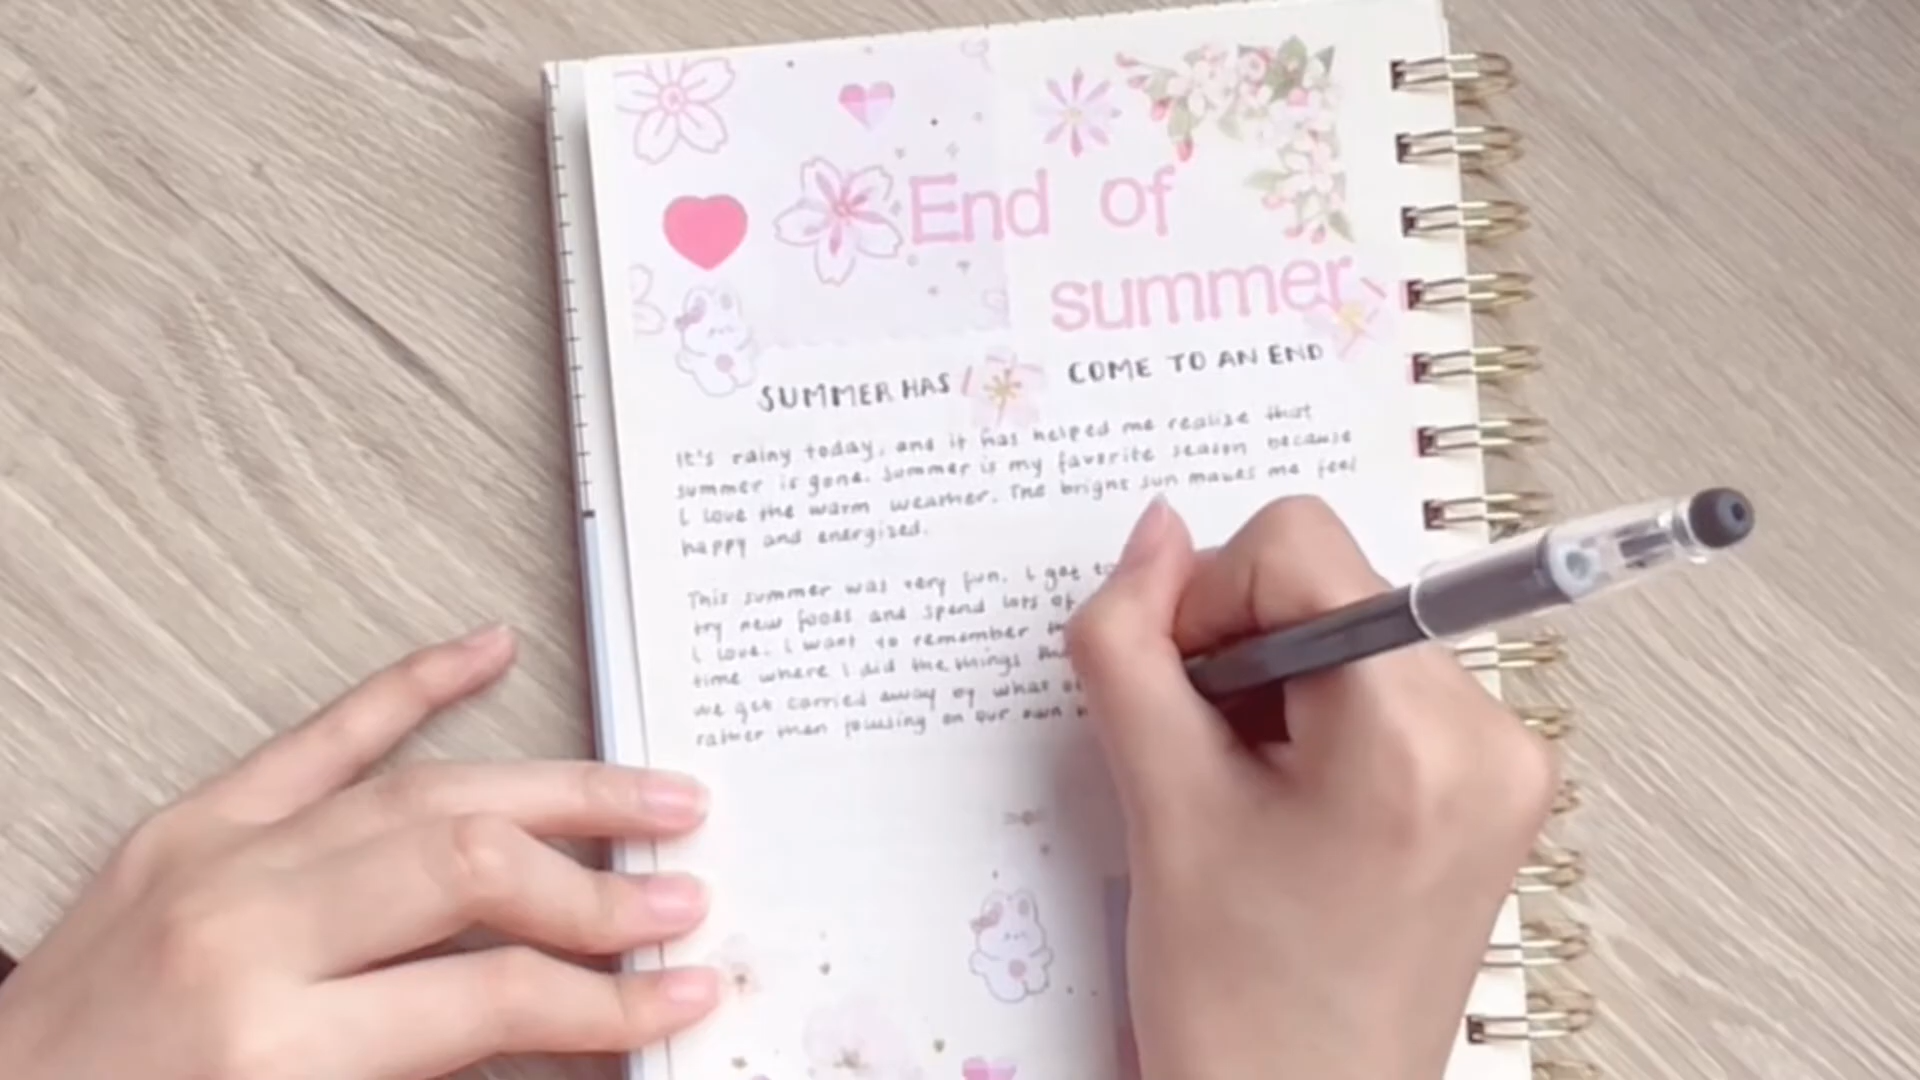 End of
summer
SUMMER HAS COME TO AN END
It's rainy today, and it has helped me realize that
summer is gone. Summer is my favorite season because
I love the warm weather. The bright sun makes me feel
happy and energized.
This summer was very fun. I got to
try new foods and spend lots of
I love. I want to remember
time where I did the things
we get carried away by what
rather than focusing on our own